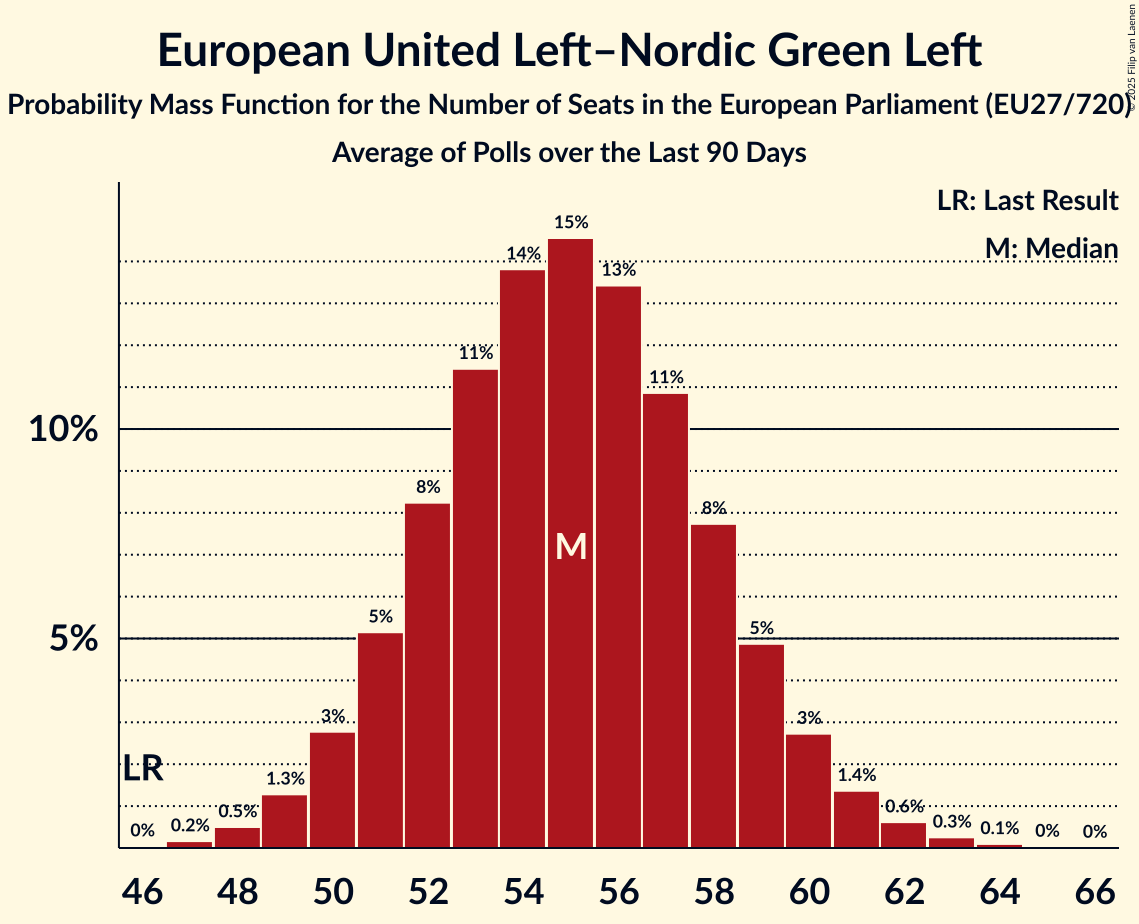 European United Left–Nordic Green Left
Probability Mass Function for the Number of Seats in the European Parliament (EU27/720)
Average of Polls over the Last 90 Days
© 2025 Filip van Laenen
LR: Last Result
M: Median
15%
14%
13%
11%
11%
10%
8%
8%
M
5%
5%
5%
3%
3%
LR
1.3%
1.4%
0%
0.2%
0.5%
0.6%
0.3%
0.1%
0%
0%
46 48 50 52 54 56 58 60 62 64 66